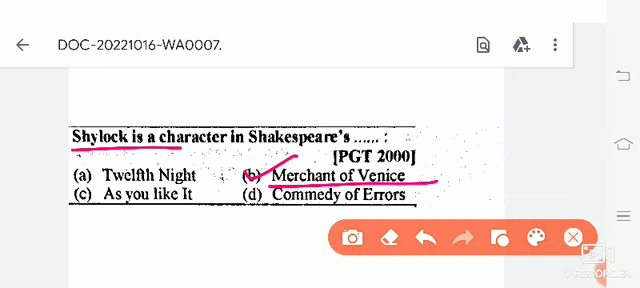 DOC-20221016-WA0007.
Shylock is a character in Shakespeare's ...... :
[PGT 2000]
(a) Twelfth Night (b) Merchant of Venice
(c) As you like It (d) Commedy of Errors
V RECORDER